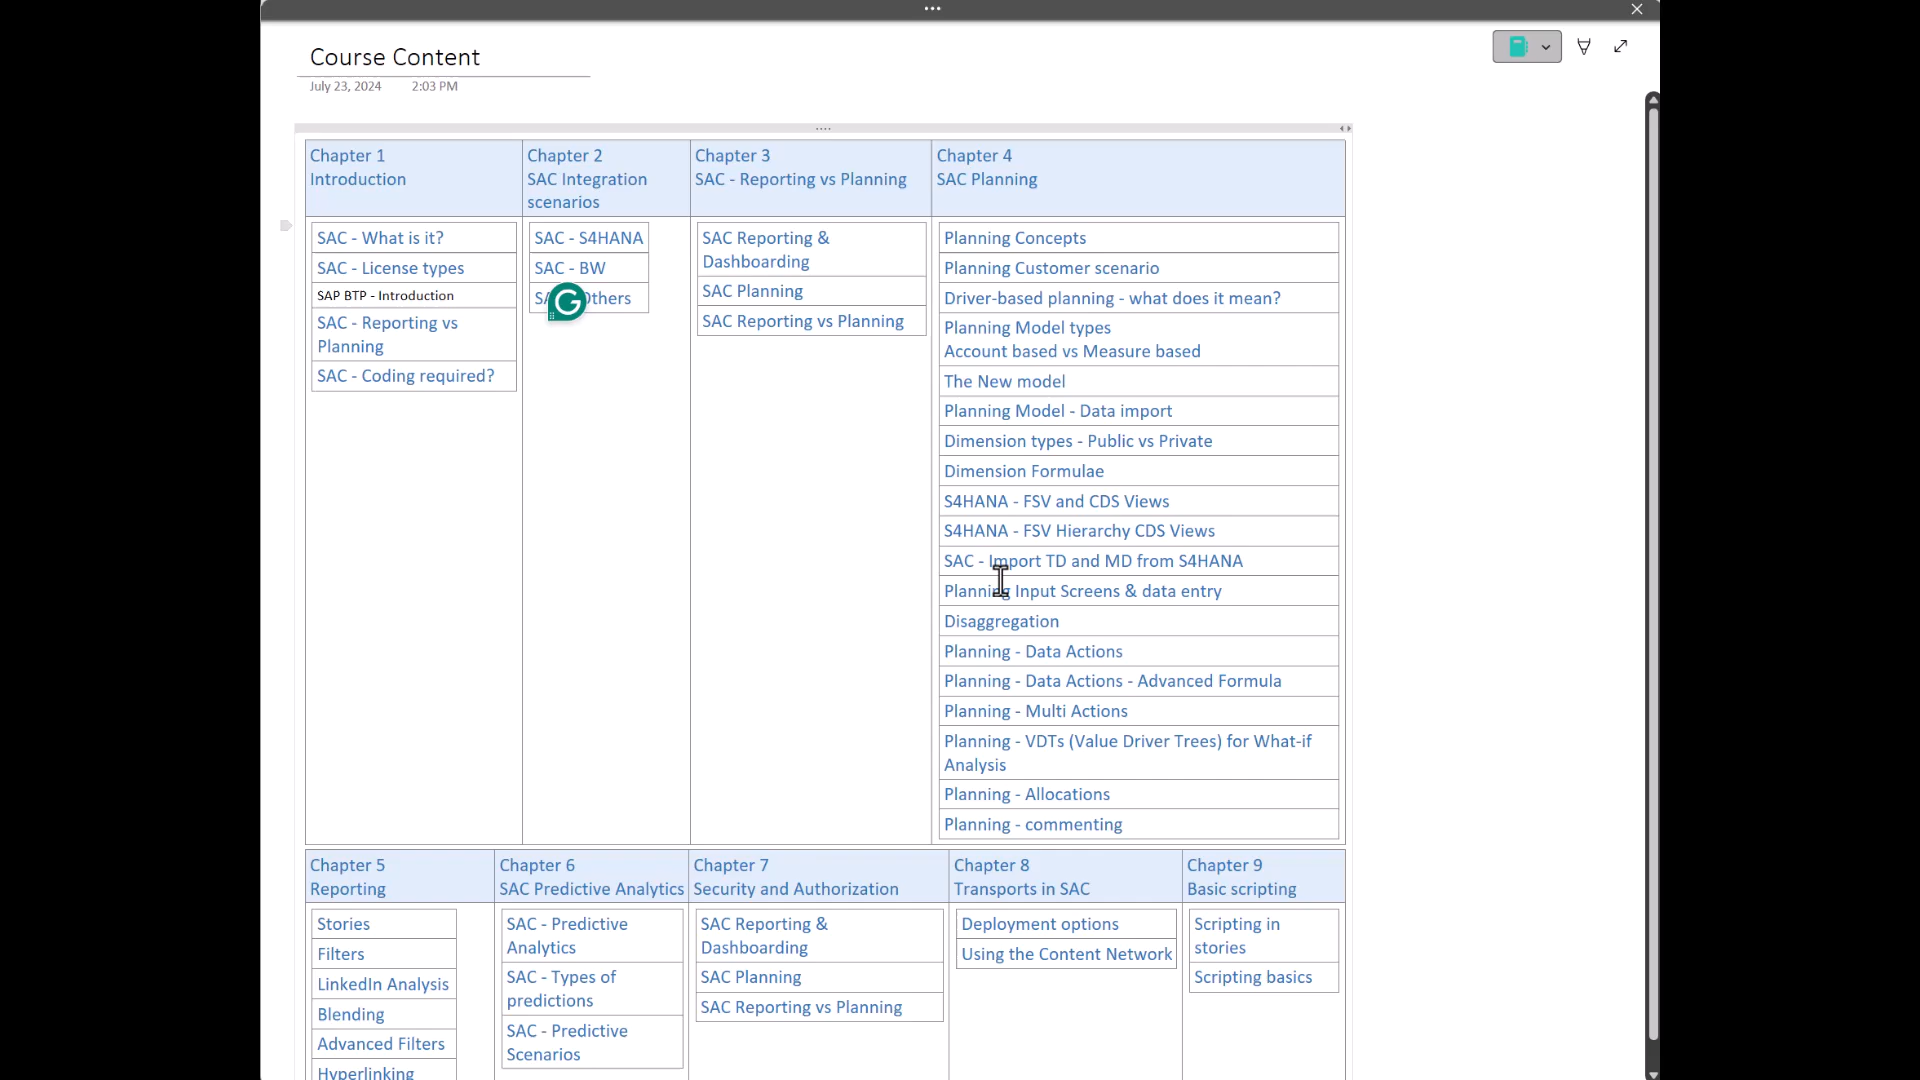 Course Content
July 23, 2024 2:03 PM
Chapter 1
Introduction
Chapter 2
SAC Integration
scenarios
Chapter 3
SAC - Reporting vs Planning
Chapter 4
SAC Planning
SAC - What is it?
SAC - License types
SAP BTP - Introduction
SAC - Reporting vs
Planning
SAC - Coding required?
SAC - S4HANA
SAC - BW
Others
SAC Reporting &
Dashboarding
SAC Planning
SAC Reporting vs Planning
Planning Concepts
Planning Customer scenario
Driver-based planning - what does it mean?
Planning Model types
Account based vs Measure based
The New model
Planning Model - Data import
Dimension types - Public vs Private
Dimension Formulae
S4HANA - FSV and CDS Views
S4HANA - FSV Hierarchy CDS Views
SAC - Import TD and MD from S4HANA
Planning Input Screens & data entry
Disaggregation
Planning - Data Actions
Planning - Data Actions - Advanced Formula
Planning - Multi Actions
Planning - VDTs (Value Driver Trees) for What-if
Analysis
Planning - Allocations
Planning - commenting
Chapter 5
Reporting
Chapter 6
SAC Predictive Analytics
Chapter 7
Security and Authorization
Chapter 8
Transports in SAC
Chapter 9
Basic scripting
Stories
Filters
LinkedIn Analysis
Blending
Advanced Filters
Hyperlinking
SAC - Predictive
Analytics
SAC - Types of
predictions
SAC - Predictive
Scenarios
SAC Reporting &
Dashboarding
SAC Planning
SAC Reporting vs Planning
Deployment options
Using the Content Network
Scripting in
stories
Scripting basics